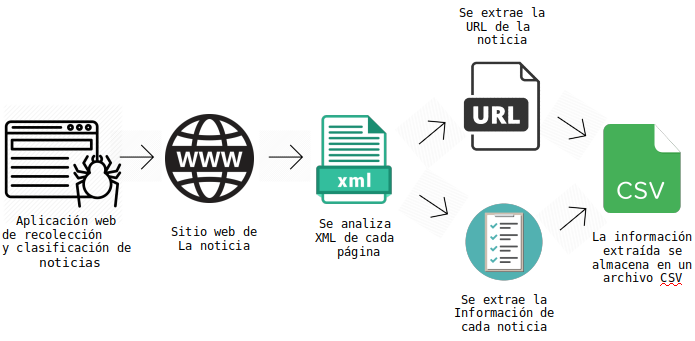 Se extrae la
URL de la
noticia
URL
WWW
xml
CSV
Aplicación web
de recolección
y clasificación de
noticias
Sitio web de
La noticia
Se analiza
XML de cada
página
La información
extraída se
almacena en un
archivo CSV
Se extrae la
Información de
cada noticia